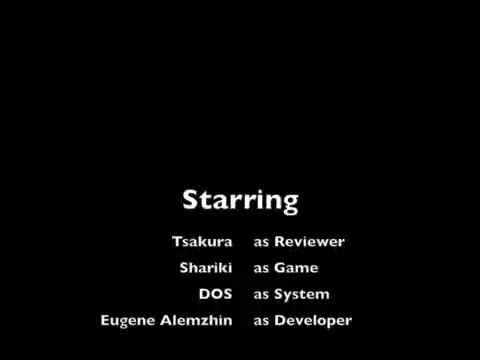 Starring
Tsakura as Reviewer
Shariki as Game
DOS as System
Eugene Alemzhin as Developer